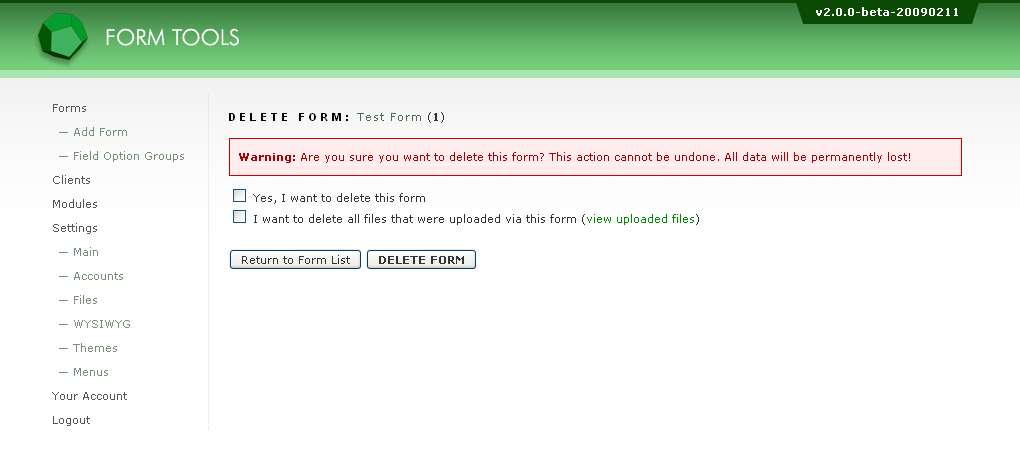 v2.0.0-beta-20090211
FORM TOOLS
Forms
— Add Form
— Field Option Groups
Clients
Modules
Settings
— Main
— Accounts
— Files
— WYSIWYG
— Themes
— Menus
Your Account
Logout
DELETE FORM: Test Form (1)
Warning: Are you sure you want to delete this form? This action cannot be undone. All data will be permanently lost!
Yes, I want to delete this form
I want to delete all files that were uploaded via this form (view uploaded files)
Return to Form List DELETE FORM